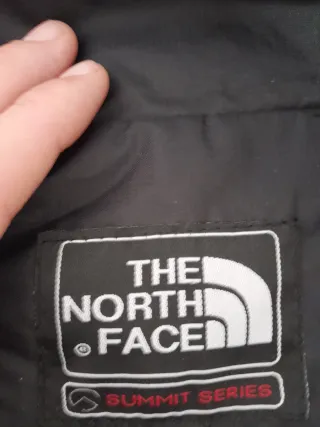 THE
NORTH
® FACE
SUMMIT SERIES